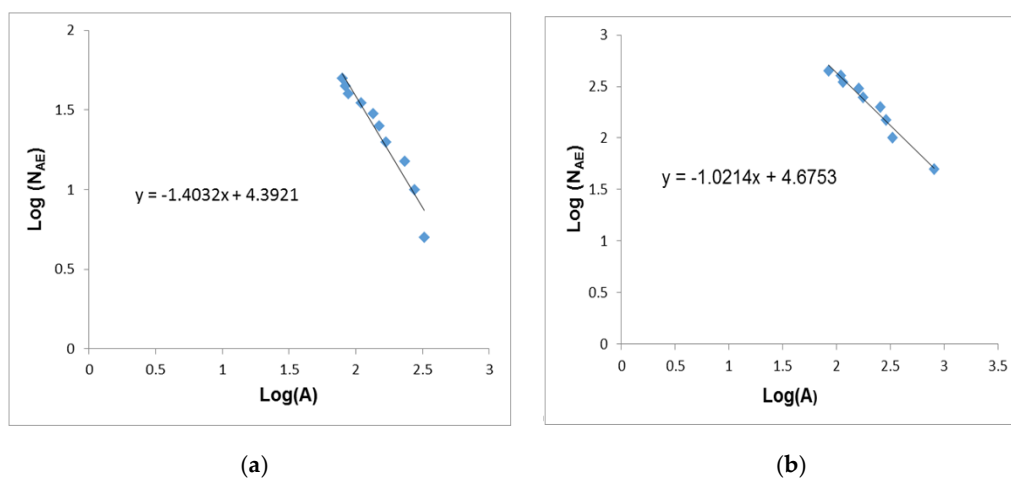 2
1.5
1
0.5
0
Log (N_AE)
y = -1.4032x + 4.3921
0 0.5 1 1.5 2 2.5 3
Log(A)
(a)
3
2.5
2
1.5
1
0.5
0
Log (N_AE)
y = -1.0214x + 4.6753
0 0.5 1 1.5 2 2.5 3 3.5
Log(A)
(b)